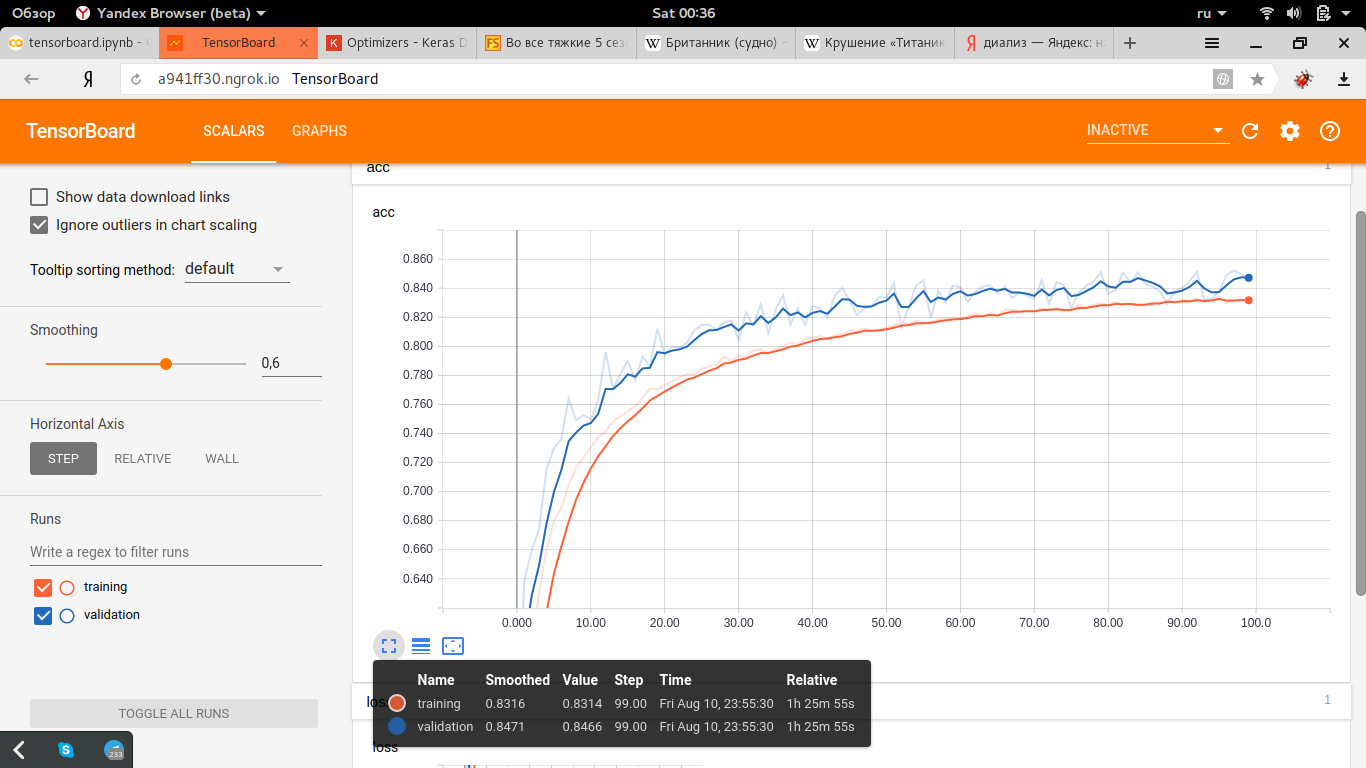 Обзор Yandex Browser (beta) Sat 00:36 ru
tensorboard.ipynb - TensorBoard Optimizers - Keras D Во все тяжкие 5 сез Британник (судно) – Крушение «Титаник диализ — Яндекс: н
Я a941ff30.ngrok.io TensorBoard
TensorBoard SCALARS GRAPHS INACTIVE
acc 1
Show data download links
Ignore outliers in chart scaling
Tooltip sorting method: default
Smoothing
0,6
Horizontal Axis
STEP RELATIVE WALL
Runs
Write a regex to filter runs
training
validation
TOGGLE ALL RUNS
233
acc
0.860
0.840
0.820
0.800
0.780
0.760
0.740
0.720
0.700
0.680
0.660
0.640
0.000 10.00 20.00 30.00 40.00 50.00 60.00 70.00 80.00 90.00 100.0
Name Smoothed Value Step Time Relative
training 0.8316 0.8314 99.00 Fri Aug 10, 23:55:30 1h 25m 55s
validation 0.8471 0.8466 99.00 Fri Aug 10, 23:55:30 1h 25m 55s
1
loss